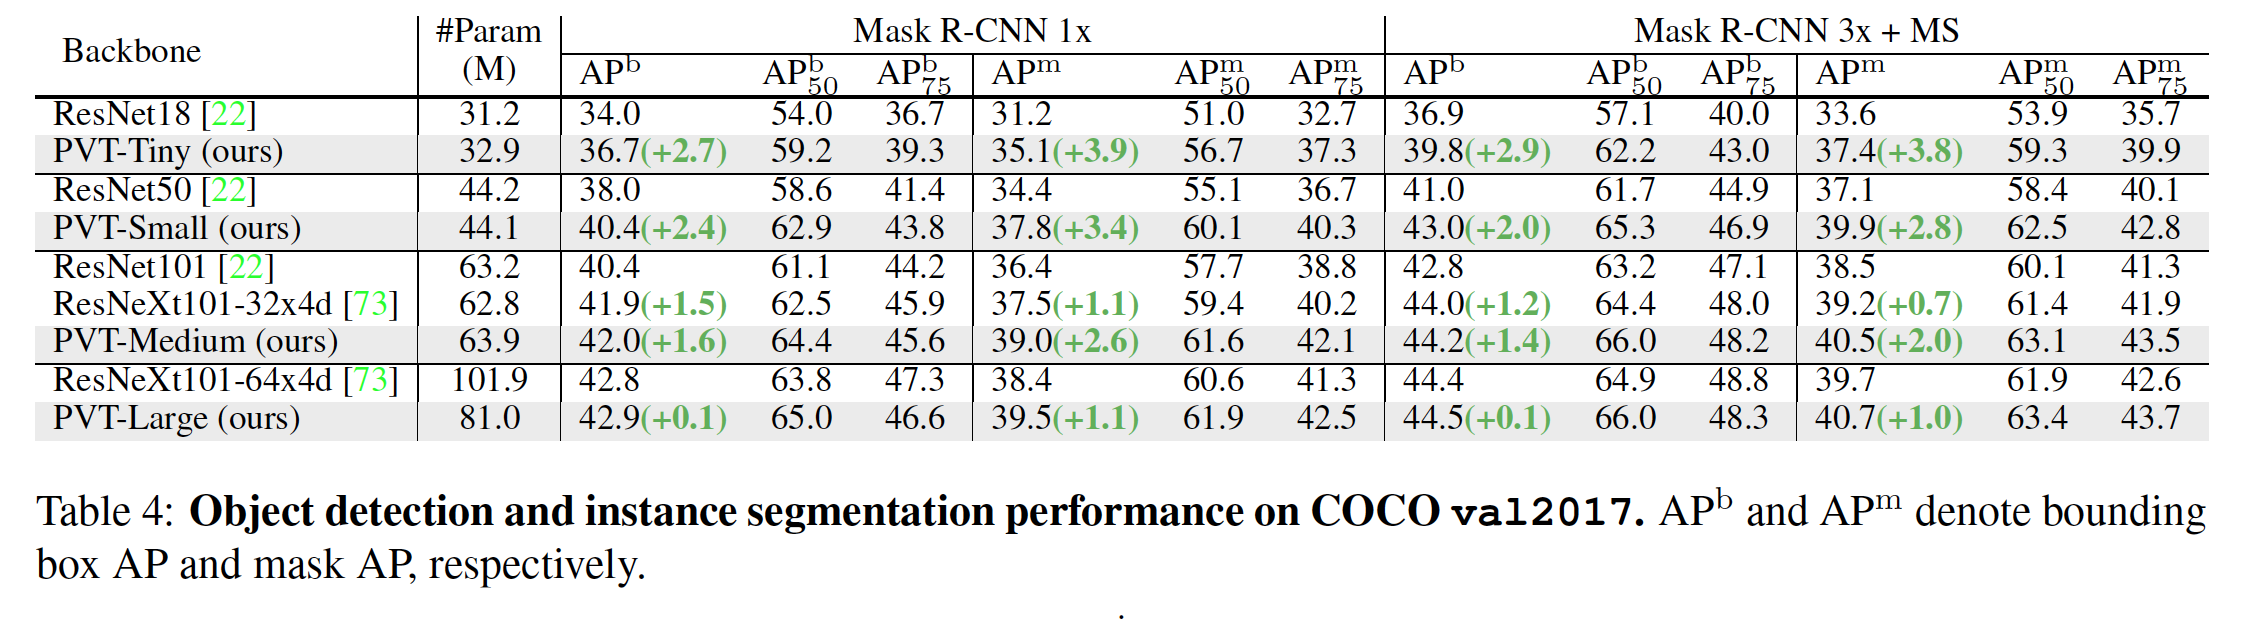 Backbone #Param (M) Mask R-CNN 1x Mask R-CNN 3x + MS
AP^b AP^b_50 AP^b_75 AP^m AP^m_50 AP^m_75 AP^b AP^b_50 AP^b_75 AP^m AP^m_50 AP^m_75
ResNet18 [22] 31.2 34.0 54.0 36.7 31.2 51.0 32.7 36.9 57.1 40.0 33.6 53.9 35.7
PVT-Tiny (ours) 32.9 36.7(+2.7) 59.2 39.3 35.1(+3.9) 56.7 37.3 39.8(+2.9) 62.2 43.0 37.4(+3.8) 59.3 39.9
ResNet50 [22] 44.2 38.0 58.6 41.4 34.4 55.1 36.7 41.0 61.7 44.9 37.1 58.4 40.1
PVT-Small (ours) 44.1 40.4(+2.4) 62.9 43.8 37.8(+3.4) 60.1 40.3 43.0(+2.0) 65.3 46.9 39.9(+2.8) 62.5 42.8
ResNet101 [22] 63.2 40.4 61.1 44.2 36.4 57.7 38.8 42.8 63.2 47.1 38.5 60.1 41.3
ResNeXt101-32x4d [73] 62.8 41.9(+1.5) 62.5 45.9 37.5(+1.1) 59.4 40.2 44.0(+1.2) 64.4 48.0 39.2(+0.7) 61.4 41.9
PVT-Medium (ours) 63.9 42.0(+1.6) 64.4 45.6 39.0(+2.6) 61.6 42.1 44.2(+1.4) 66.0 48.2 40.5(+2.0) 63.1 43.5
ResNeXt101-64x4d [73] 101.9 42.8 63.8 47.3 38.4 60.6 41.3 44.4 64.9 48.8 39.7 61.9 42.6
PVT-Large (ours) 81.0 42.9(+0.1) 65.0 46.6 39.5(+1.1) 61.9 42.5 44.5(+0.1) 66.0 48.3 40.7(+1.0) 63.4 43.7
Table 4: Object detection and instance segmentation performance on COCO val2017. AP^b and AP^m denote bounding
box AP and mask AP, respectively.
.